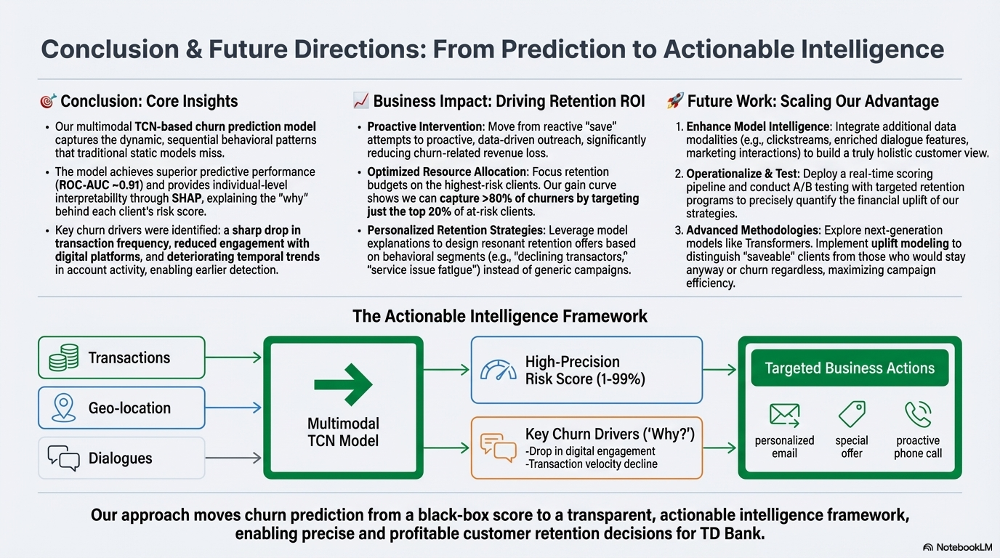 Conclusion & Future Directions: From Prediction to Actionable Intelligence
Conclusion: Core Insights
• Our multimodal TCN-based churn prediction model
captures the dynamic, sequential behavioral patterns
that traditional static models miss.
• The model achieves superior predictive performance
(ROC-AUC ~0.91) and provides individual-level
interpretability through SHAP, explaining the "why"
behind each client's risk score.
• Key churn drivers were identified: a sharp drop in
transaction frequency, reduced engagement with
digital platforms, and deteriorating temporal trends
in account activity, enabling earlier detection.
Business Impact: Driving Retention ROI
• Proactive Intervention: Move from reactive "save"
attempts to proactive, data-driven outreach, significantly
reducing churn-related revenue loss.
• Optimized Resource Allocation: Focus retention
budgets on the highest-risk clients. Our gain curve
shows we can capture >80% of churners by targeting
just the top 20% of at-risk clients.
• Personalized Retention Strategies: Leverage model
explanations to design resonant retention offers based
on behavioral segments (e.g., "declining transactors,"
"service issue fatlgue") instead of generic campaigns.
Future Work: Scaling Our Advantage
1. Enhance Model Intelligence: Integrate additional data
modalities (e.g., clickstreams, enriched dialogue features,
marketing interactions) to build a truly holistic customer view.
2. Operationalize & Test: Deploy a real-time scoring
pipeline and conduct A/B testing with targeted retention
programs to precisely quantify the financial uplift of our
strategies.
3. Advanced Methodologies: Explore next-generation
models like Transformers. Implement uplift modeling to
distinguish "saveable" clients from those who would stay
anyway or churn regardless, maximizing campaign
efficiency.
The Actionable Intelligence Framework
Transactions
Geo-location
Dialogues
Multimodal
TCN Model
High-Precision
Risk Score (1-99%)
Key Churn Drivers ('Why?')
-Drop in digital engagement
-Transaction velocity decline
Targeted Business Actions
personalized
email
special
offer
proactive
phone call
Our approach moves churn prediction from a black-box score to a transparent, actionable intelligence framework,
enabling precise and profitable customer retention decisions for TD Bank.
NotebookLM